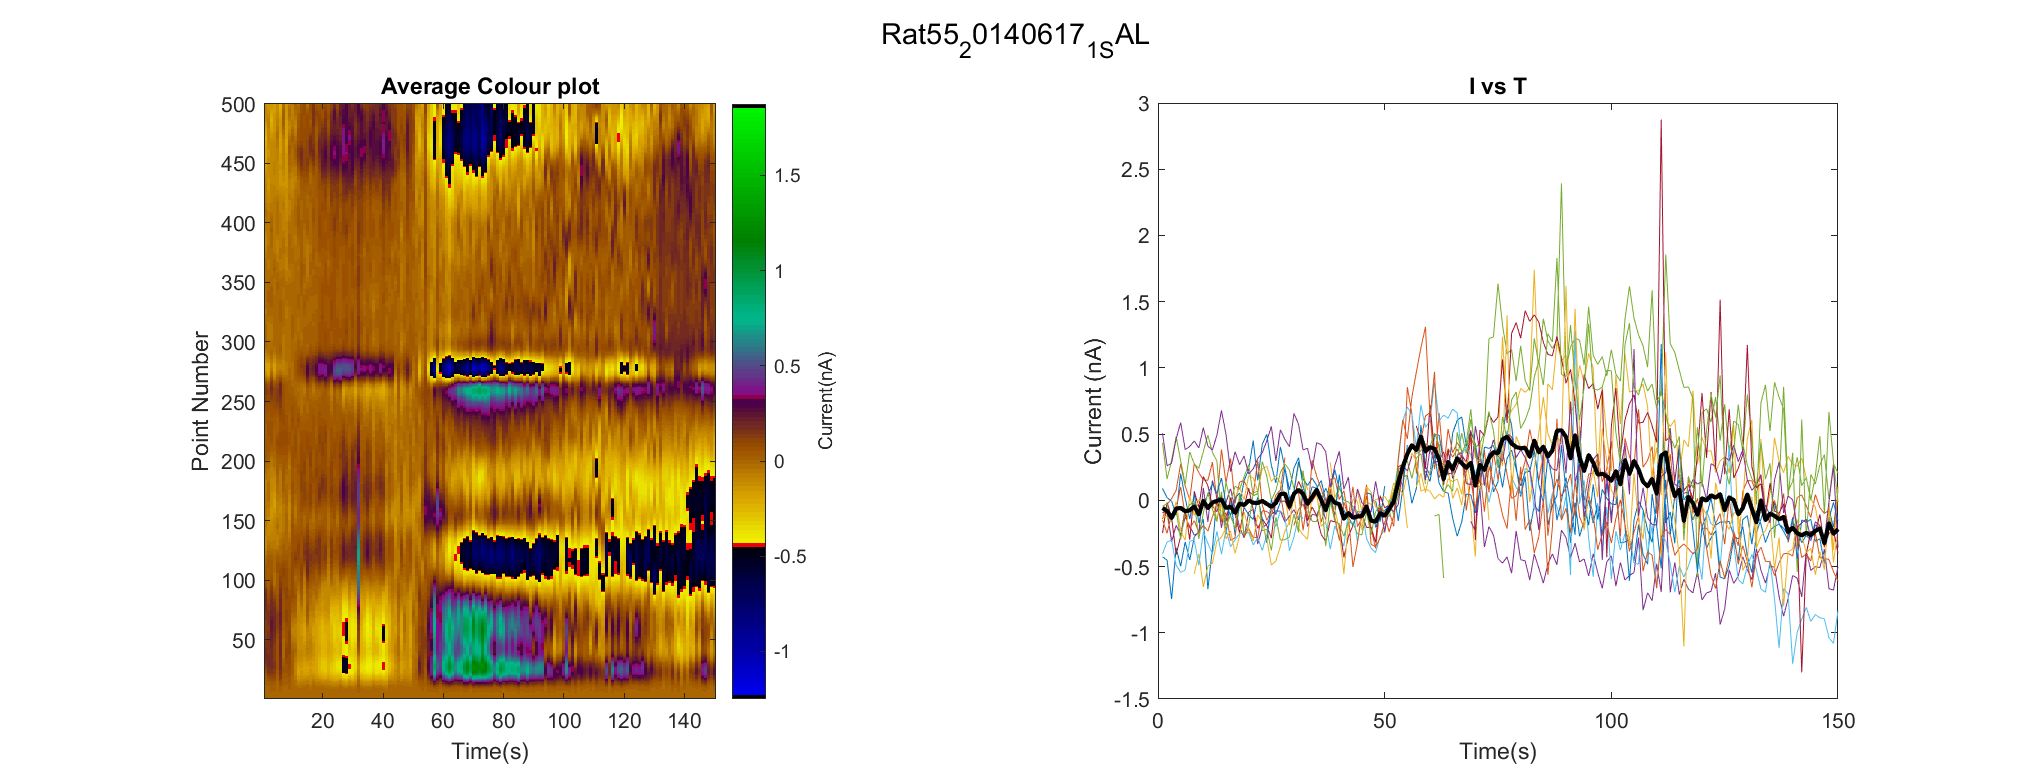 Rat55₂0140617₁SAL
Average Colour plot
500
450
400
350
300
250
200
150
100
50
Point Number
20 40 60 80 100 120 140
Time(s)
1.5
1
0.5
0
-0.5
-1
Current(nA)
I vs T
3
2.5
2
1.5
1
0.5
0
-0.5
-1
-1.5
Current (nA)
0 50 100 150
Time(s)